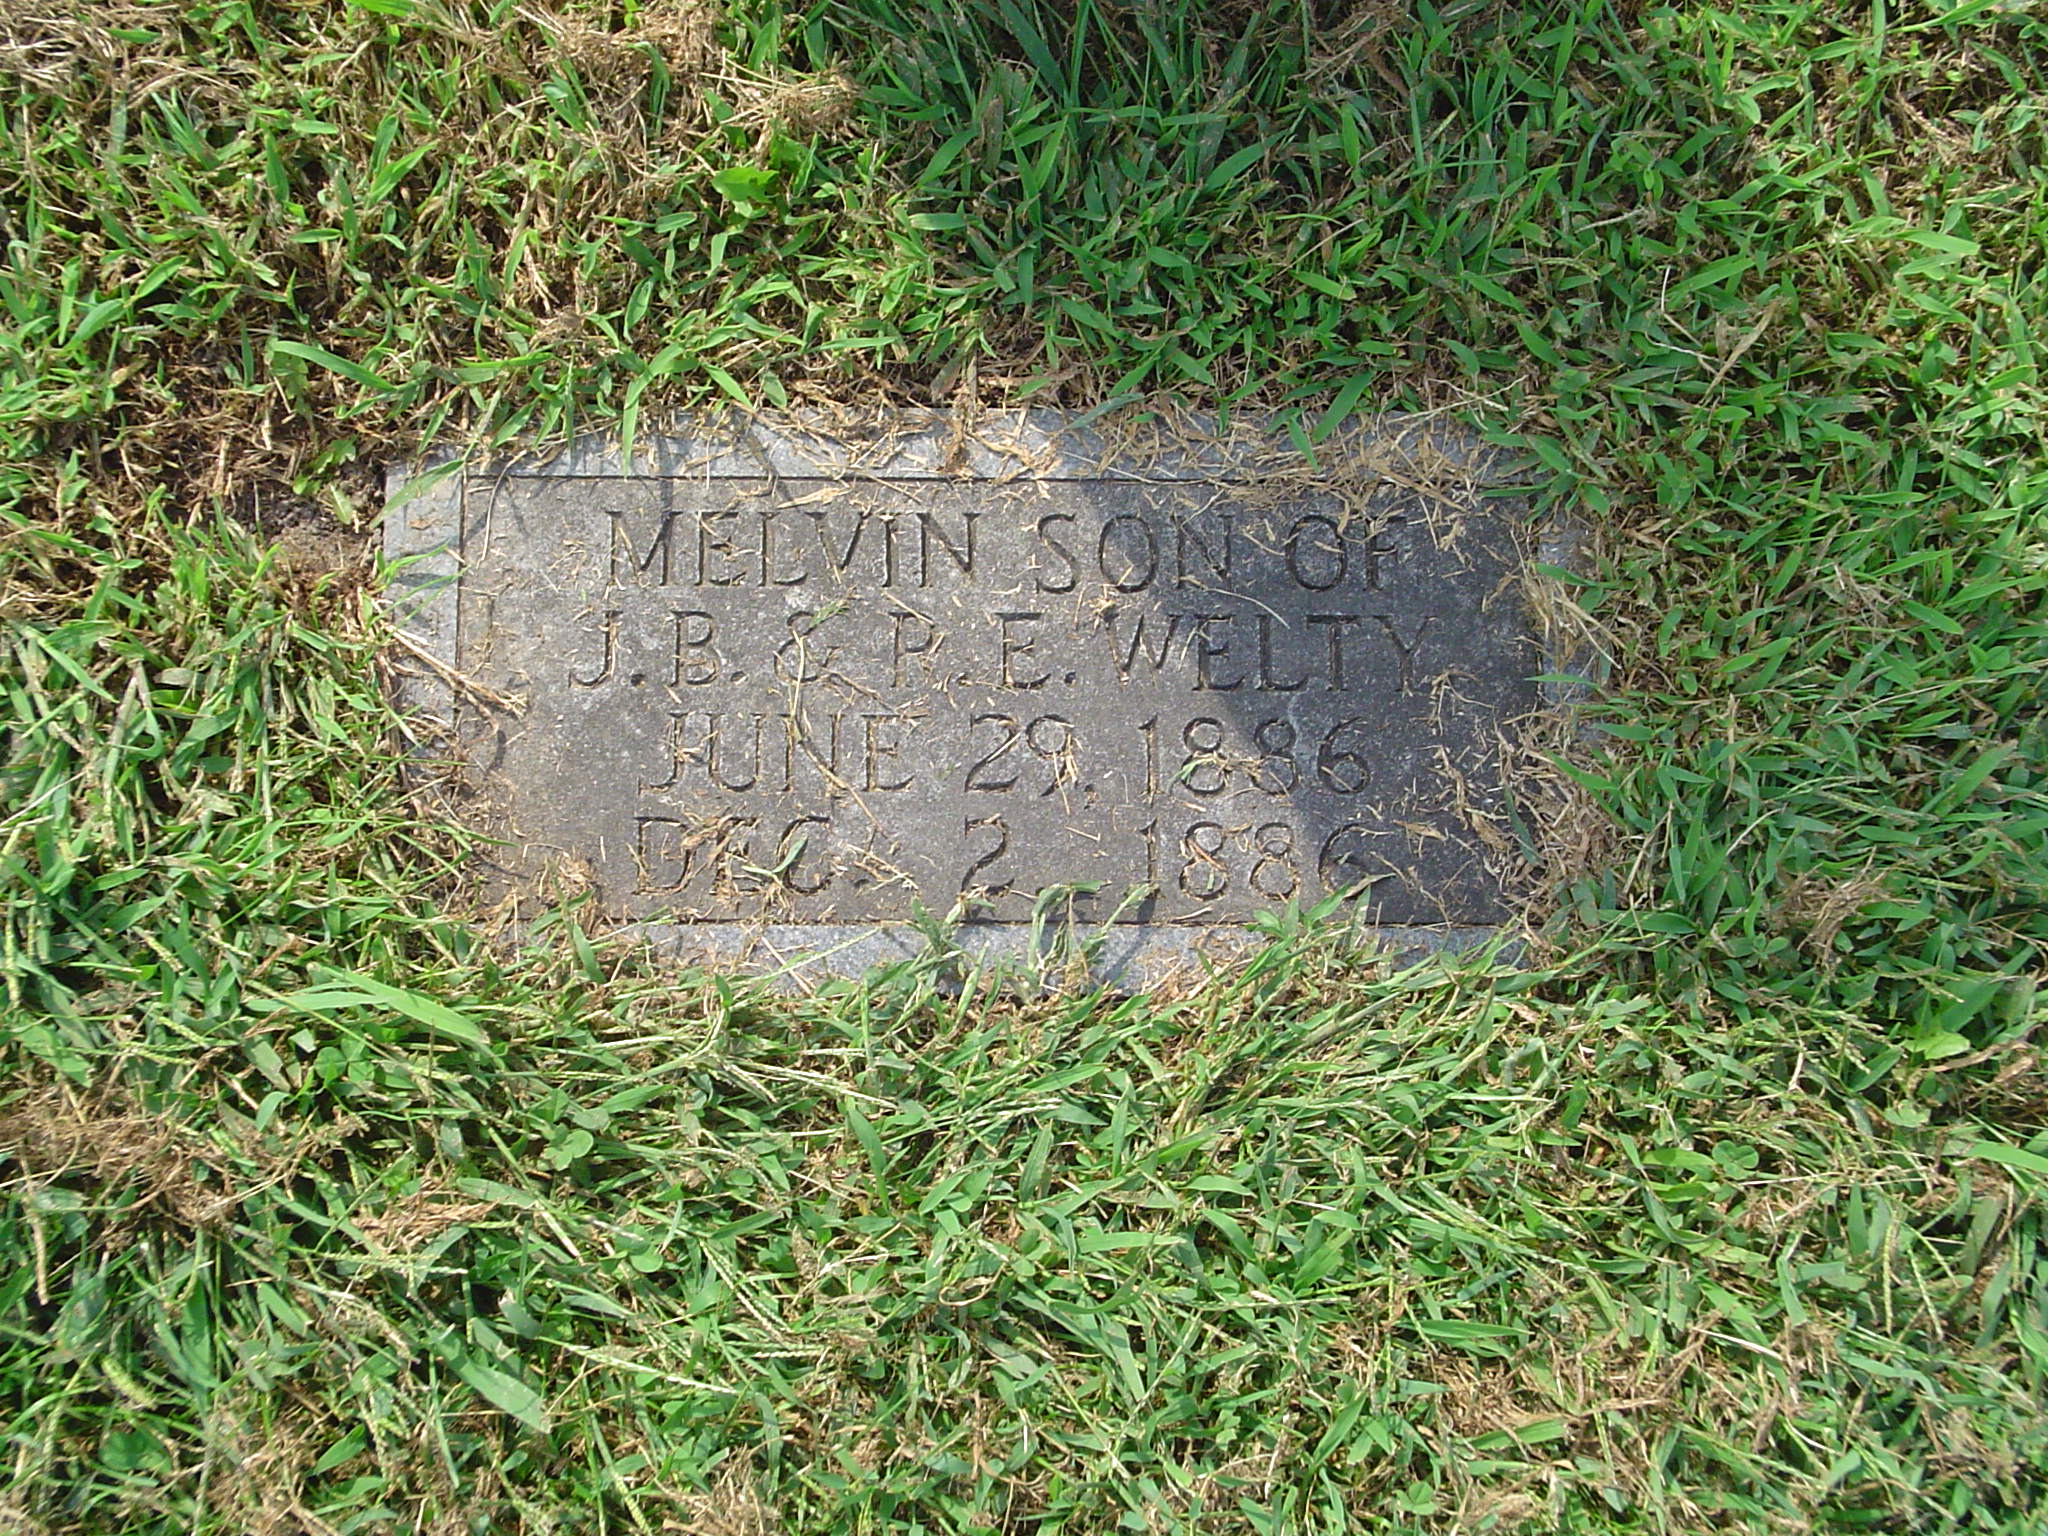 MELVIN SON OF
J. B. & R. E. WELTY
JUNE 29, 1886
DEC. 2, 1886